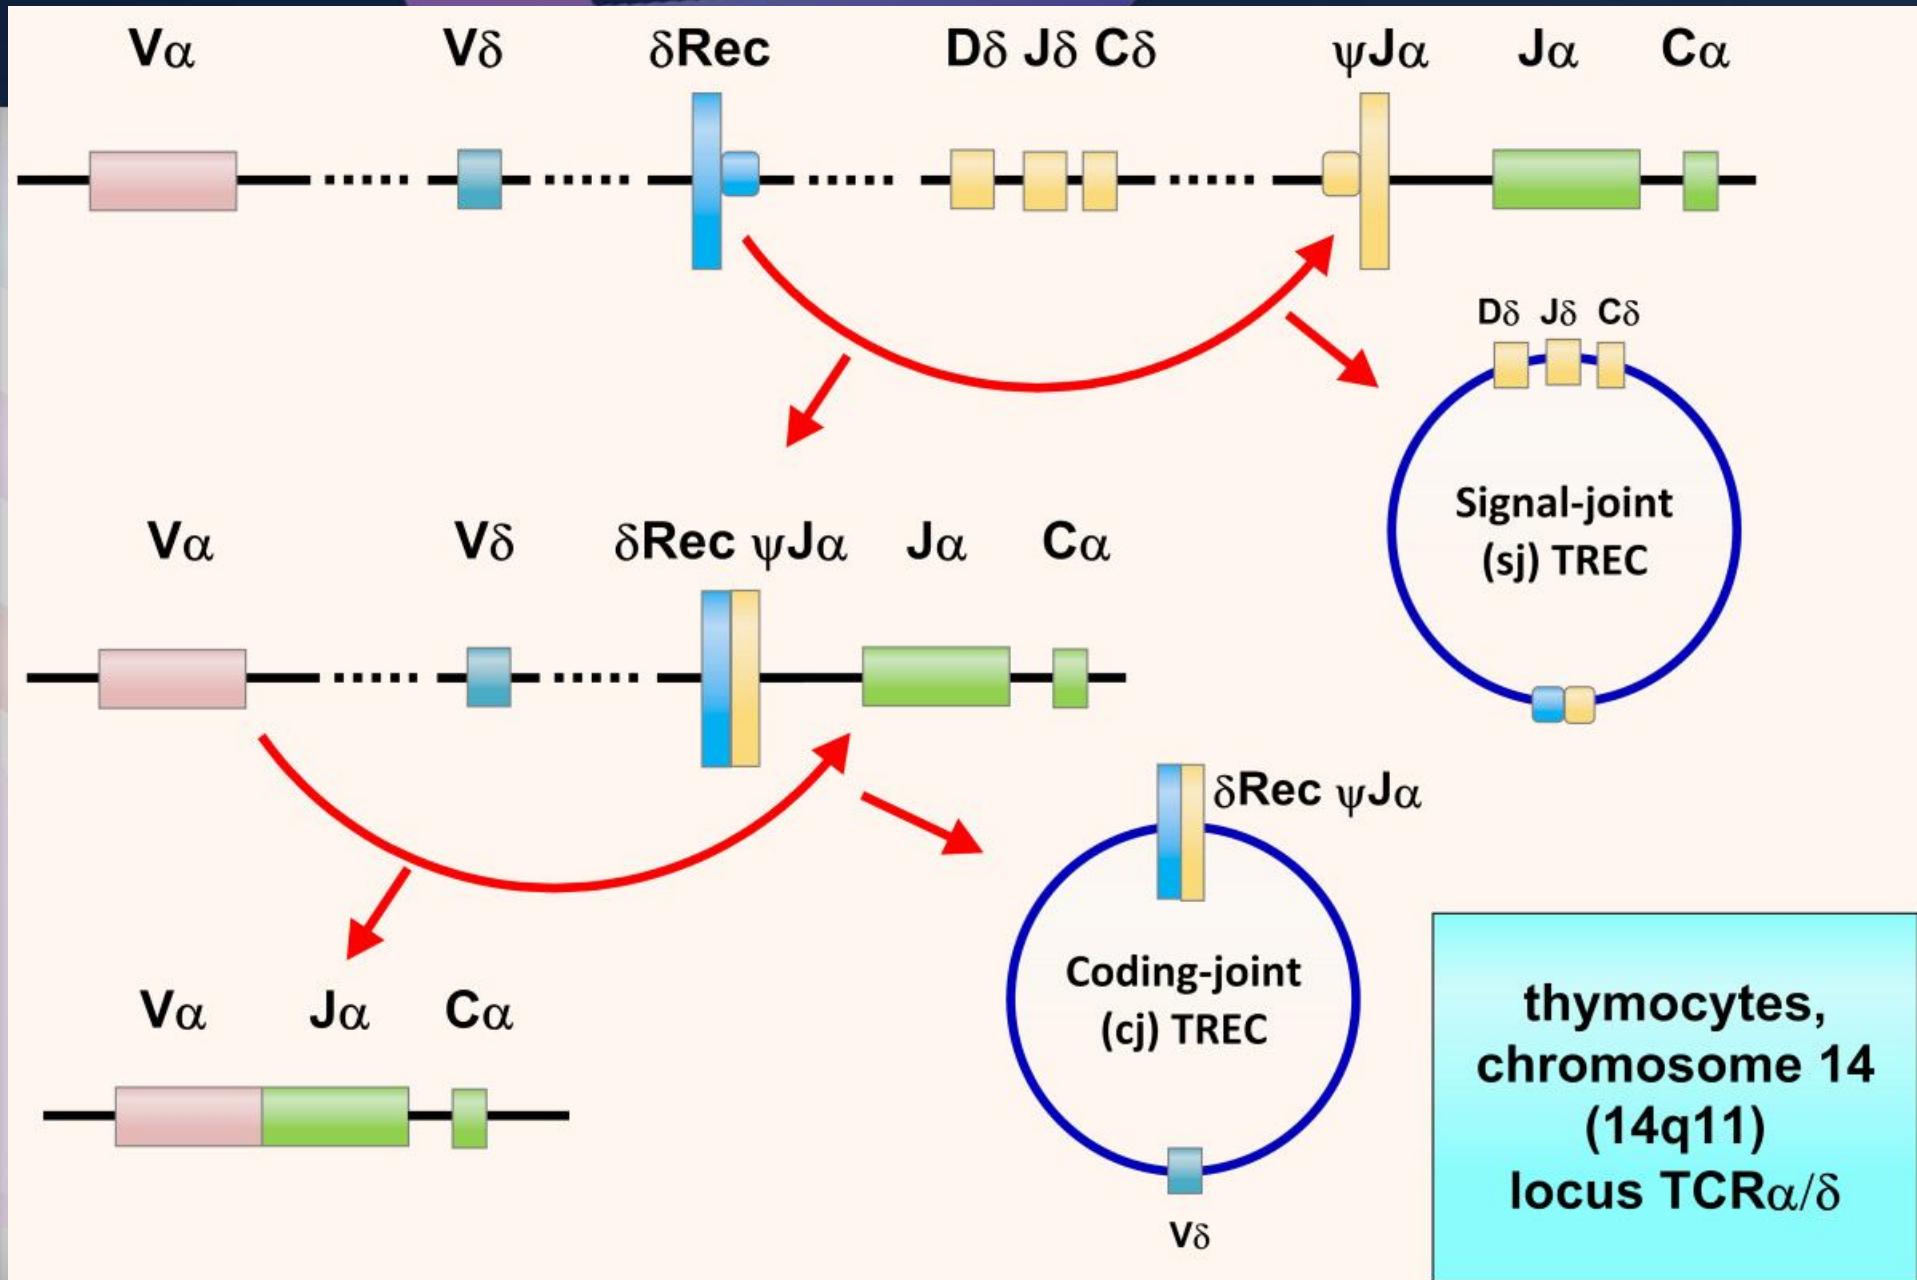 Vα Vδ δRec Dδ Jδ Cδ ψJα Jα Cα
Dδ Jδ Cδ
Signal-joint
(sj) TREC
Vα Vδ δRec ψJα Jα Cα
δRec ψJα
Coding-joint
(cj) TREC
Vδ
Vα Jα Cα
thymocytes,
chromosome 14
(14q11)
locus TCRα/δ